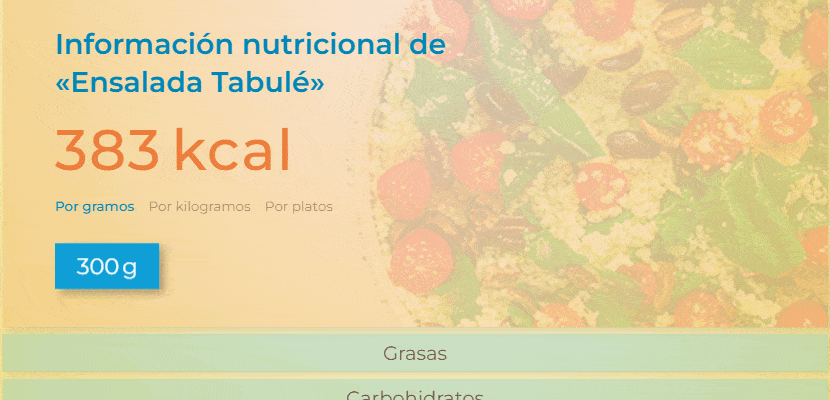 Información nutricional de
«Ensalada Tabulé»
383 kcal
Por gramos Por kilogramos Por platos
300 g
Grasas
Carbohidratos